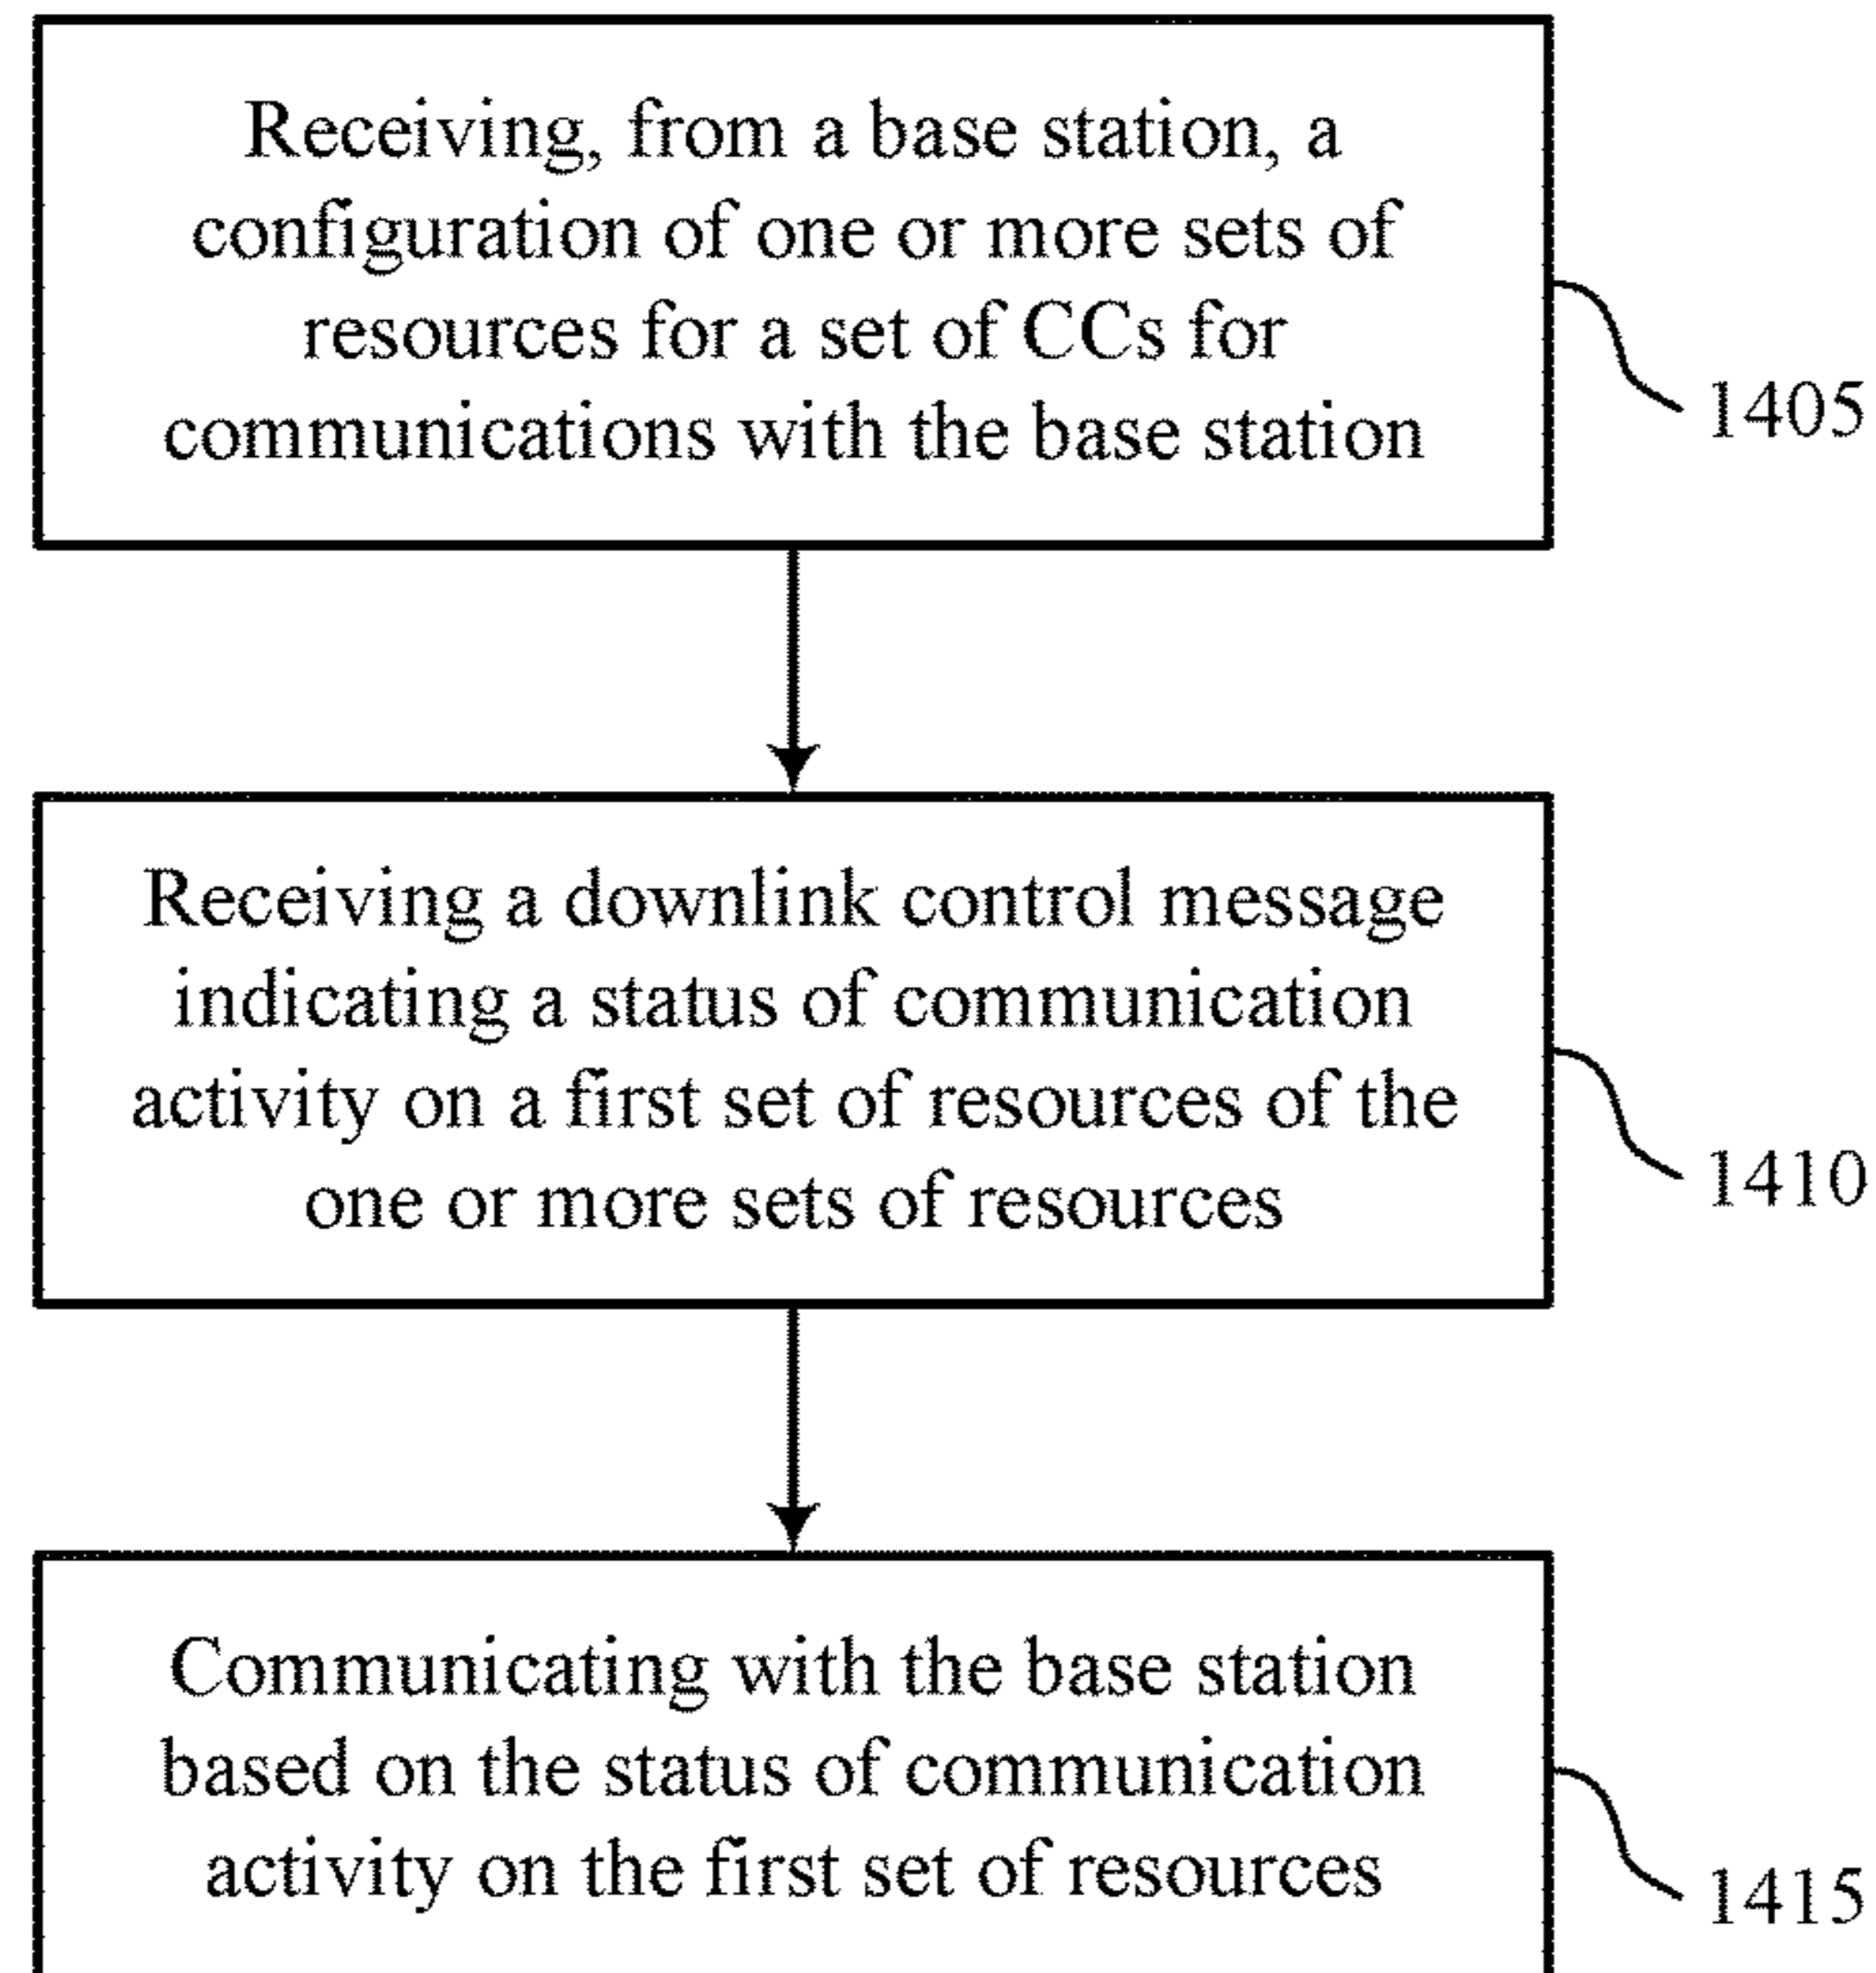 Receiving, from a base station, a
configuration of one or more sets of
resources for a set of CCs for
communications with the base station
1405
Receiving a downlink control message
indicating a status of communication
activity on a first set of resources of the
one or more sets of resources
1410
Communicating with the base station
based on the status of communication
activity on the first set of resources
1415